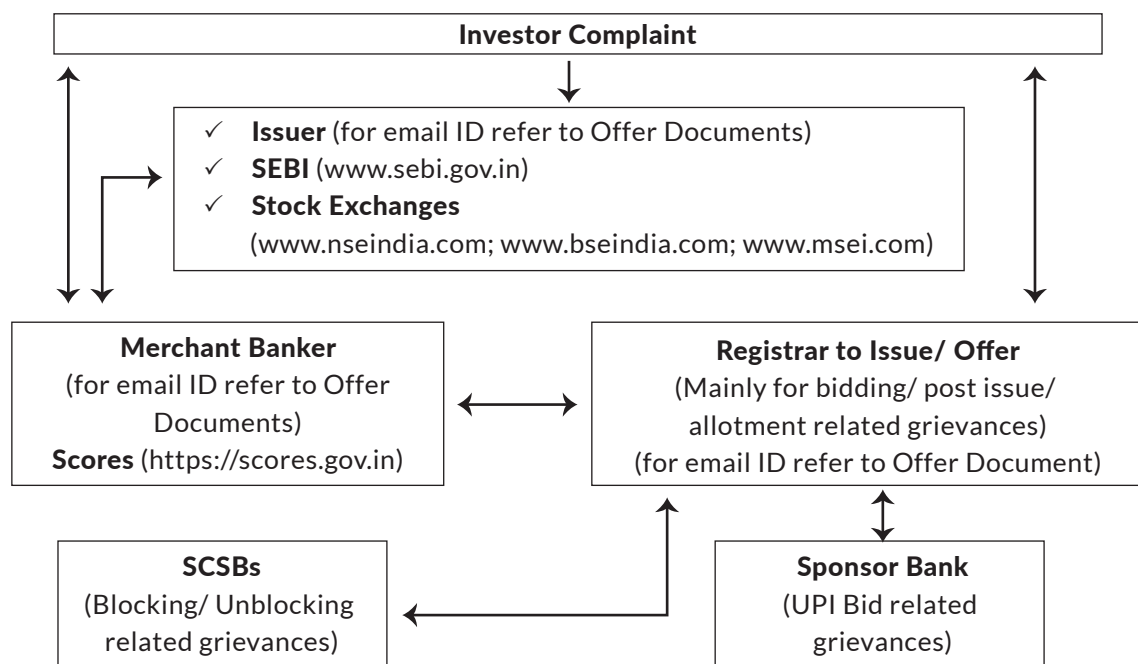 Investor Complaint
✓ Issuer (for email ID refer to Offer Documents)
✓ SEBI (www.sebi.gov.in)
✓ Stock Exchanges
(www.nseindia.com; www.bseindia.com; www.msei.com)
Merchant Banker
(for email ID refer to Offer
Documents)
Scores (https://scores.gov.in)
Registrar to Issue/ Offer
(Mainly for bidding/ post issue/
allotment related grievances)
(for email ID refer to Offer Document)
SCSBs
(Blocking/ Unblocking
related grievances)
Sponsor Bank
(UPI Bid related
grievances)